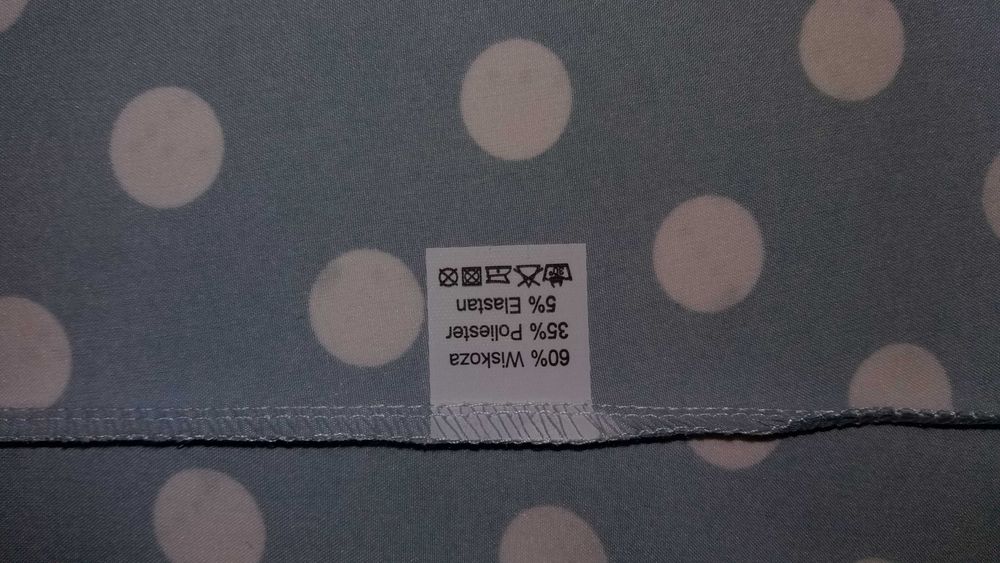 60% Wiskoza
35% Poliester
5% Elastan